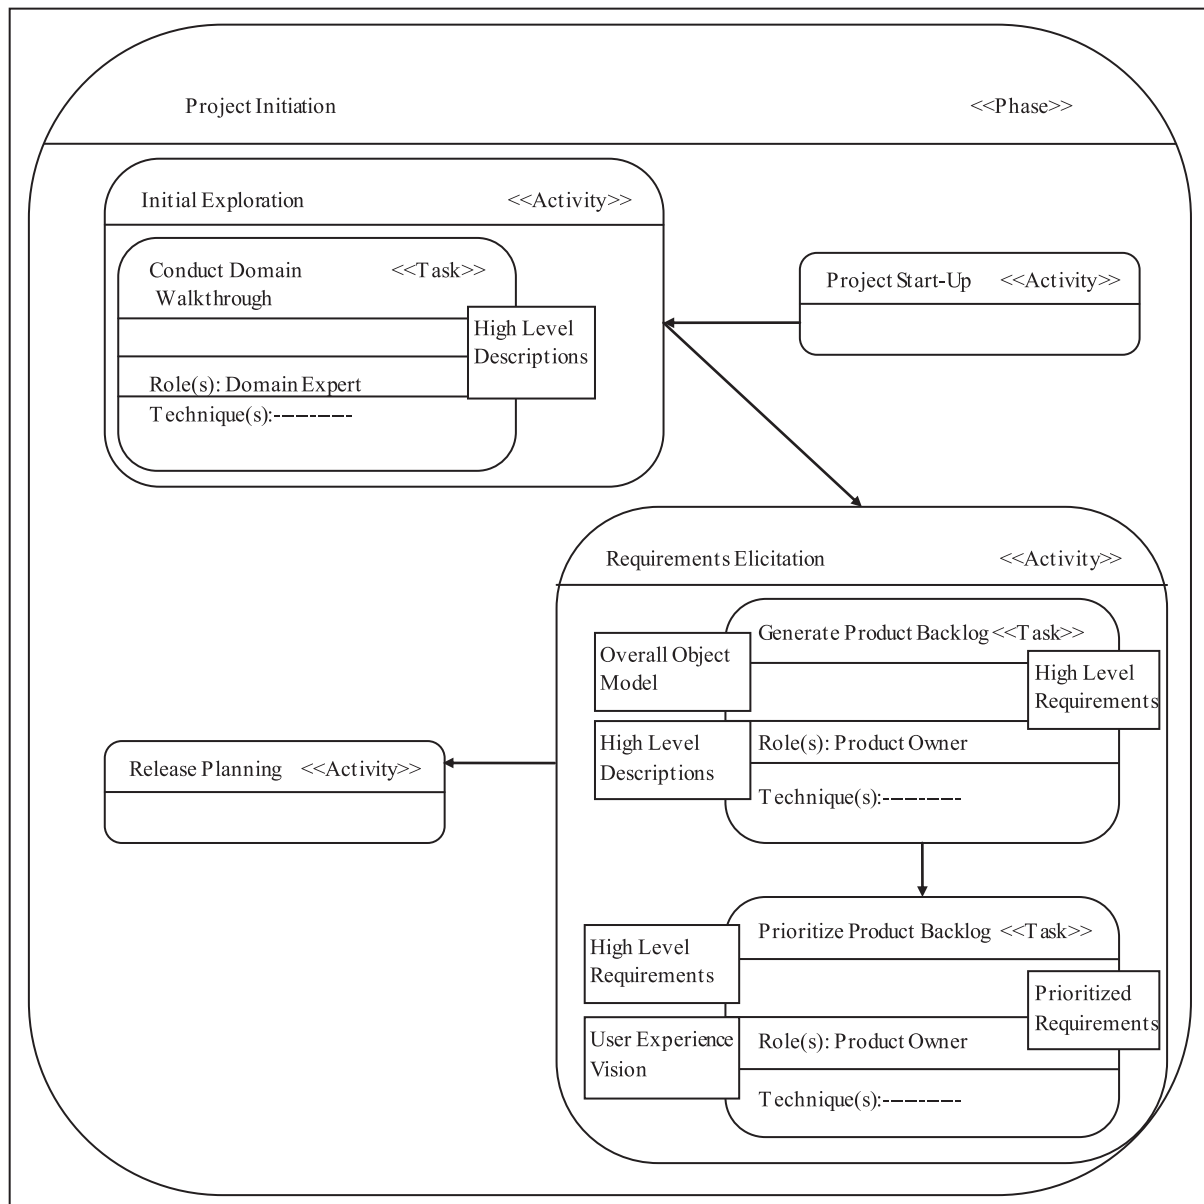 Project Initiation <<Phase>>
Initial Exploration <<Activity>>
Conduct Domain <<Task>>
Walkthrough
High Level
Descriptions
Role(s): Domain Expert
Technique(s):-----------
Project Start-Up <<Activity>>
Requirements Elicitation <<Activity>>
Generate Product Backlog <<Task>>
Overall Object
Model
High Level
Requirements
High Level
Descriptions
Role(s): Product Owner
Technique(s):-----------
Release Planning <<Activity>>
Prioritize Product Backlog <<Task>>
High Level
Requirements
Prioritized
Requirements
User Experience
Vision
Role(s): Product Owner
Technique(s):-----------